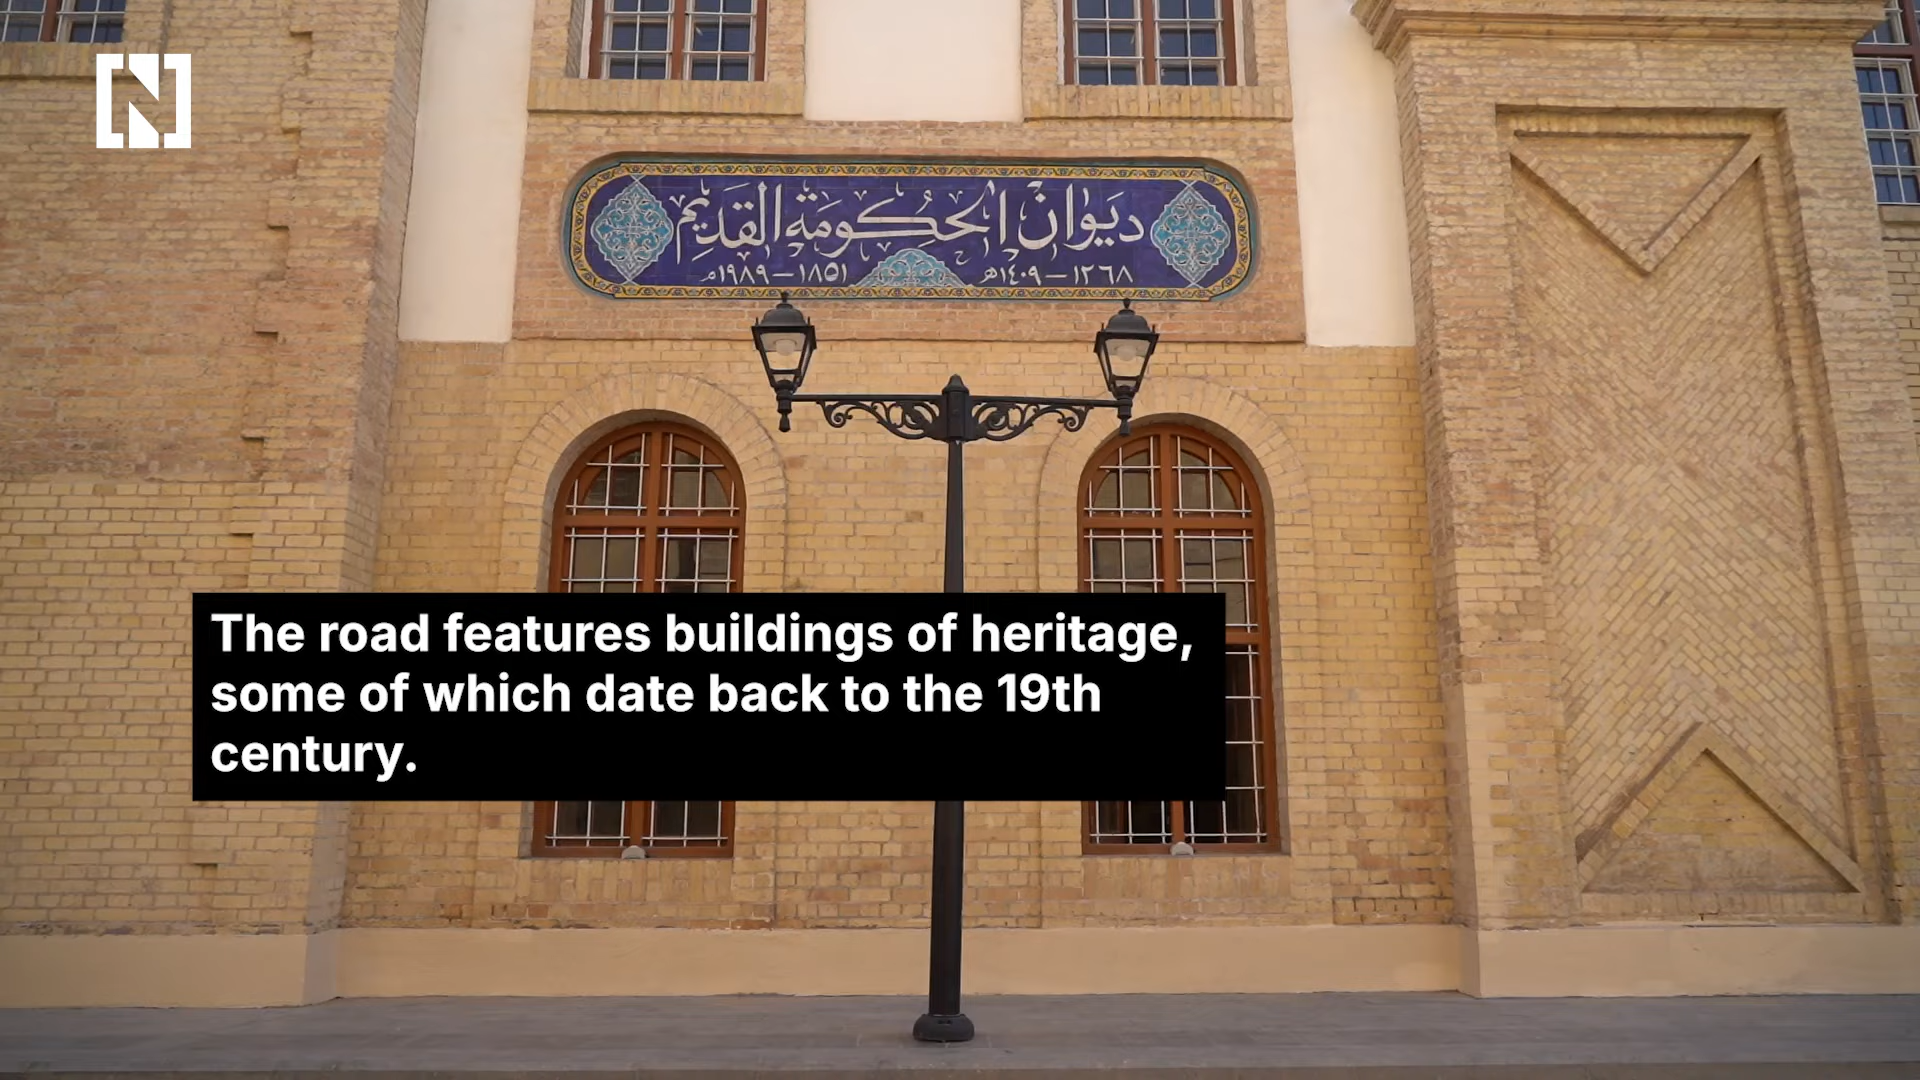 [N]
ديوان الحكومة القديم
١٢٦٨ – ١٤٠٩هـ ١٨٥١ – ١٩٨٩م
The road features buildings of heritage,
some of which date back to the 19th
century.